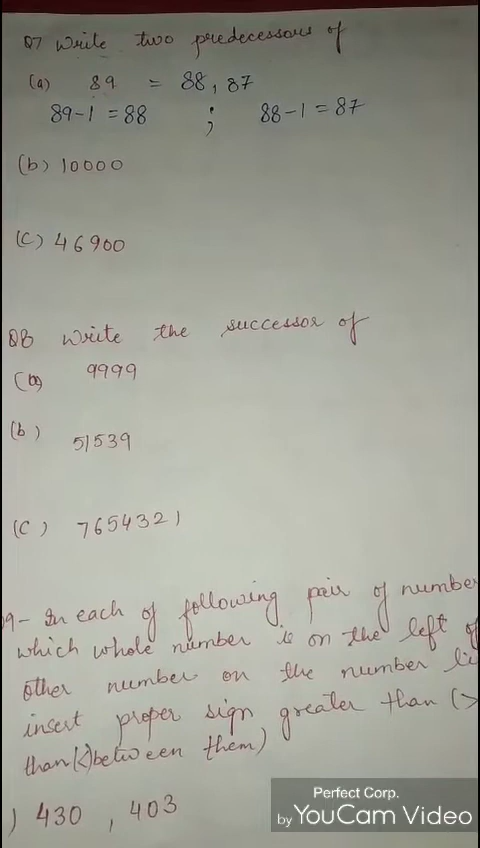 Q7 Write two predecessors of
(a) 89 = 88, 87
89-1 = 88 ; 88-1 = 87
(b) 10000
(C) 46900
Q8 Write the successor of
(a) 9999
(b) 51539
(C) 7654321
9- In each of following pair of number
which whole number is on the left of
other number on the number li
insert proper sign greater than (>
than(<)between them)
) 430 , 403
Perfect Corp.
by YouCam Video